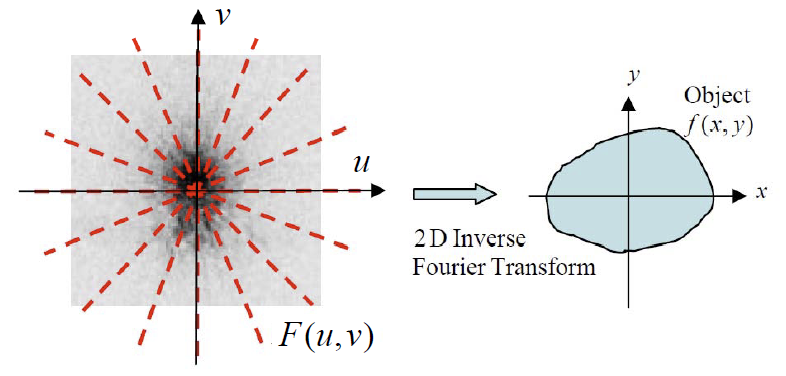 v
u
F(u,v)
2D Inverse
Fourier Transform
y
Object
f(x,y)
x